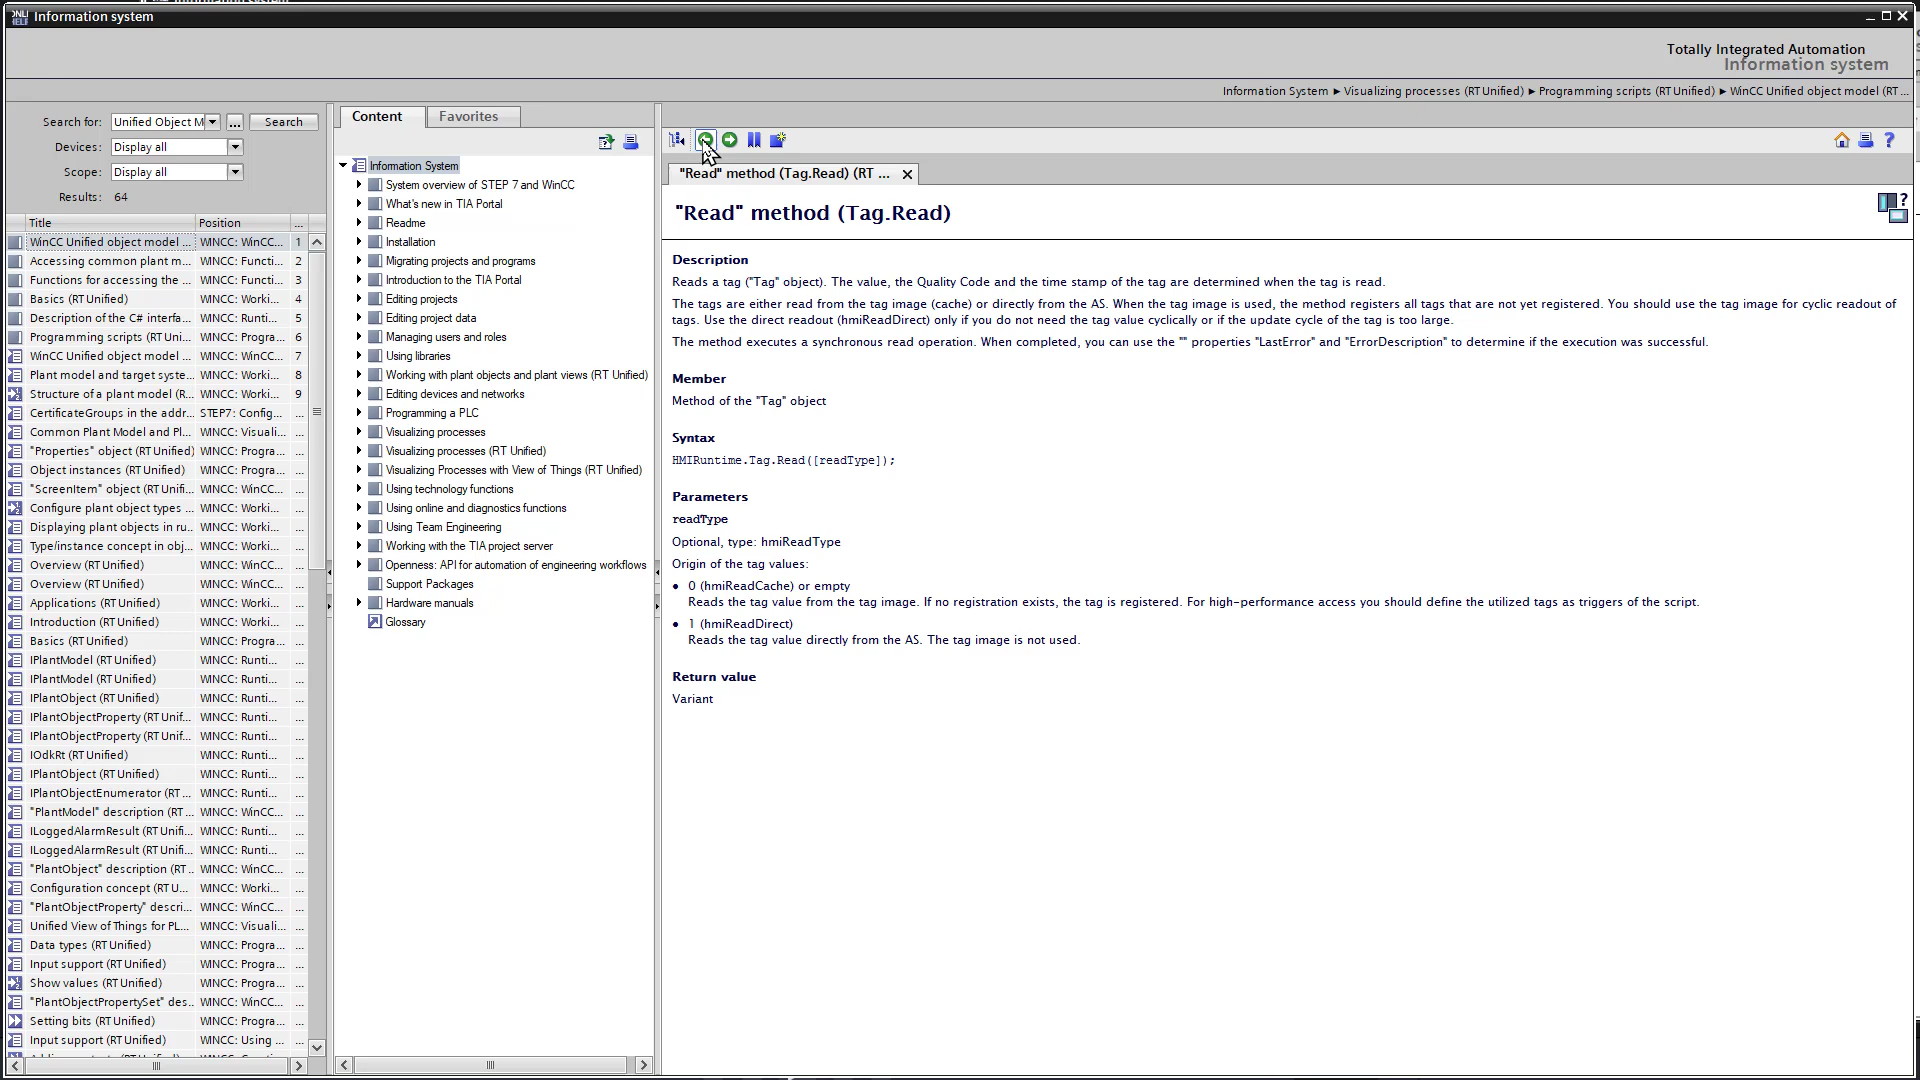 Information system
Totally Integrated Automation
Information system
Information System ► Visualizing processes (RT Unified) ► Programming scripts (RT Unified) ► WinCC Unified object model (RT ...
Search for: Unified Object M ... Search
Devices: Display all
Scope: Display all
Results: 64
Title Position ...
WinCC Unified object model ... WINCC: WinCC... 1
Accessing common plant m... WINCC: Functi... 2
Functions for accessing the ... WINCC: Functi... 3
Basics (RT Unified) WINCC: Worki... 4
Description of the C# interfa... WINCC: Runti... 5
Programming scripts (RT Uni... WINCC: Progra... 6
WinCC Unified object model ... WINCC: WinCC... 7
Plant model and target syste... WINCC: Worki... 8
Structure of a plant model (R... WINCC: Worki... 9
CertificateGroups in the addr... STEP7: Config... ...
Common Plant Model and Pl... WINCC: Visuali... ...
"Properties" object (RT Unified) WINCC: Progra... ...
Object instances (RT Unified) WINCC: Progra... ...
"ScreenItem" object (RT Unifi... WINCC: WinCC... ...
Configure plant object types ... WINCC: Worki... ...
Displaying plant objects in ru... WINCC: Worki... ...
Type/instance concept in obj... WINCC: Worki... ...
Overview (RT Unified) WINCC: Worki... ...
Overview (RT Unified) WINCC: Worki... ...
Applications (RT Unified) WINCC: Worki... ...
Introduction (RT Unified) WINCC: Worki... ...
Basics (RT Unified) WINCC: Progra... ...
IPlantModel (RT Unified) WINCC: Runti... ...
IPlantModel (RT Unified) WINCC: Runti... ...
IPlantObject (RT Unified) WINCC: Runti... ...
IPlantObjectProperty (RT Unif... WINCC: Runti... ...
IPlantObjectProperty (RT Unif... WINCC: Runti... ...
IOdkRt (RT Unified) WINCC: Runti... ...
IPlantObject (RT Unified) WINCC: Runti... ...
IPlantObjectEnumerator (RT ... WINCC: Runti... ...
"PlantModel" description (RT ... WINCC: WinCC... ...
ILoggedAlarmResult (RT Unifi... WINCC: Runti... ...
ILoggedAlarmResult (RT Unifi... WINCC: Runti... ...
"PlantObject" description (RT ... WINCC: WinCC... ...
Configuration concept (RT U... WINCC: Worki... ...
"PlantObjectProperty" descri... WINCC: WinCC... ...
Unified View of Things for PL... WINCC: Visuali... ...
Data types (RT Unified) WINCC: Progra... ...
Input support (RT Unified) WINCC: Progra... ...
Show values (RT Unified) WINCC: Progra... ...
"PlantObjectPropertySet" des... WINCC: WinCC... ...
Setting bits (RT Unified) WINCC: Progra... ...
Input support (RT Unified) WINCC: Using ... ...
Content Favorites
Information System
System overview of STEP 7 and WinCC
What's new in TIA Portal
Readme
Installation
Migrating projects and programs
Introduction to the TIA Portal
Editing projects
Editing project data
Managing users and roles
Using libraries
Working with plant objects and plant views (RT Unified)
Editing devices and networks
Programming a PLC
Visualizing processes
Visualizing processes (RT Unified)
Visualizing Processes with View of Things (RT Unified)
Using technology functions
Using online and diagnostics functions
Using Team Engineering
Working with the TIA project server
Openness: API for automation of engineering workflows
Support Packages
Hardware manuals
Glossary
"Read" method (Tag.Read) (RT ...
"Read" method (Tag.Read)
Description
Reads a tag ("Tag" object). The value, the Quality Code and the time stamp of the tag are determined when the tag is read.
The tags are either read from the tag image (cache) or directly from the AS. When the tag image is used, the method registers all tags that are not yet registered. You should use the tag image for cyclic readout of
tags. Use the direct readout (hmiReadDirect) only if you do not need the tag value cyclically or if the update cycle of the tag is too large.
The method executes a synchronous read operation. When completed, you can use the "" properties "LastError" and "ErrorDescription" to determine if the execution was successful.
Member
Method of the "Tag" object
Syntax
HMIRuntime.Tag.Read([readType]);
Parameters
readType
Optional, type: hmiReadType
Origin of the tag values:
• 0 (hmiReadCache) or empty
Reads the tag value from the tag image. If no registration exists, the tag is registered. For high-performance access you should define the utilized tags as triggers of the script.
• 1 (hmiReadDirect)
Reads the tag value directly from the AS. The tag image is not used.
Return value
Variant